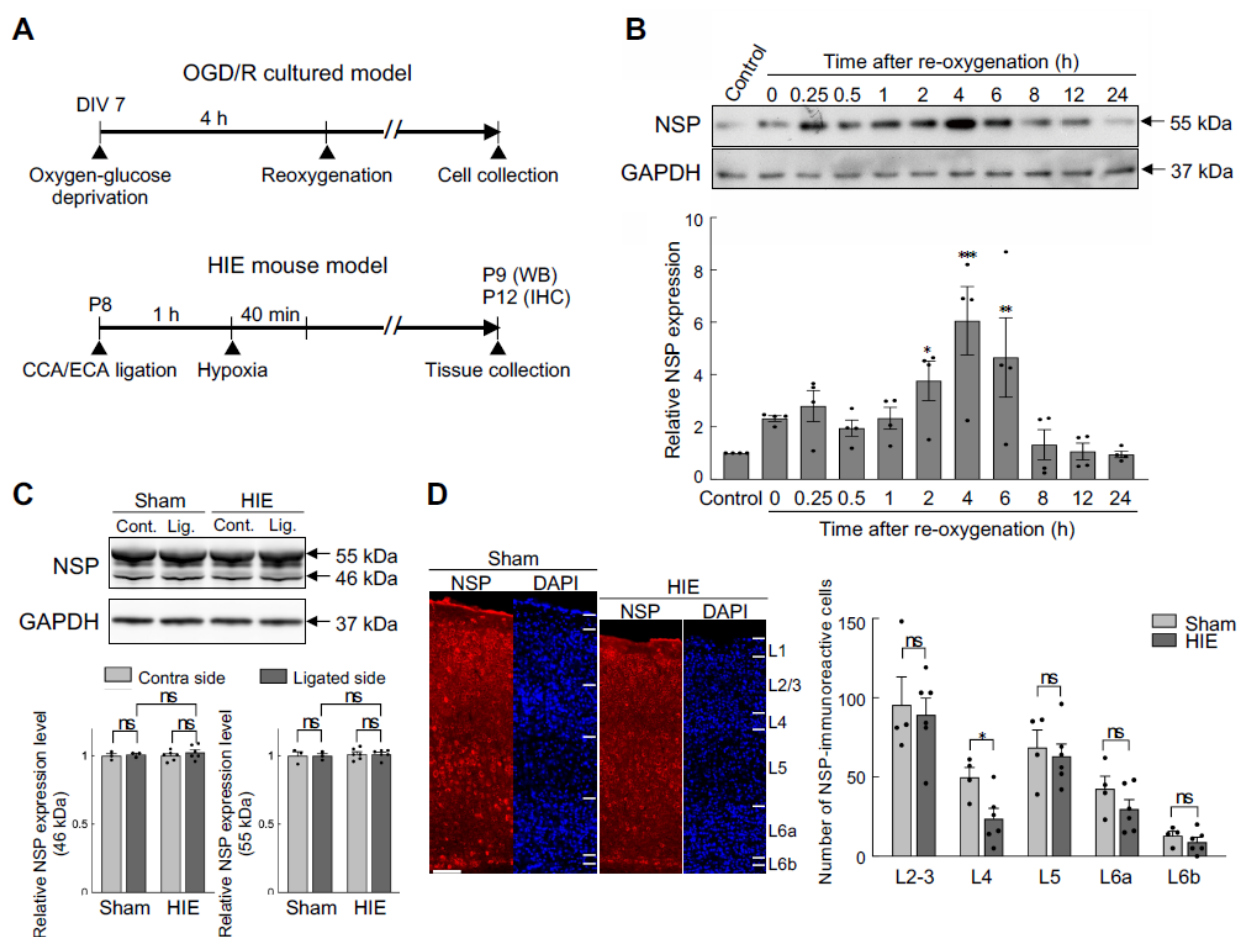 A
OGD/R cultured model
DIV 7
4 h
Oxygen-glucose
deprivation
Reoxygenation
Cell collection
HIE mouse model
P8
1 h
40 min
P9 (WB)
P12 (IHC)
CCA/ECA ligation
Hypoxia
Tissue collection
B
Control
Time after re-oxygenation (h)
0 0.25 0.5 1 2 4 6 8 12 24
NSP
55 kDa
GAPDH
37 kDa
Relative NSP expression
10
8
6
4
2
0
*
***
**
Control 0 0.25 0.5 1 2 4 6 8 12 24
Time after re-oxygenation (h)
C
Sham HIE
Cont. Lig. Cont. Lig.
NSP
55 kDa
46 kDa
GAPDH
37 kDa
Contra side Ligated side
Relative NSP expression level
(46 kDa)
1
0.5
0
ns
ns ns
Sham HIE
Relative NSP expression level
(55 kDa)
1
0.5
0
ns
ns ns
Sham HIE
D
Sham
NSP DAPI
HIE
NSP DAPI
L1
L2/3
L4
L5
L6a
L6b
Number of NSP-immunoreactive cells
150
100
50
0
Sham
HIE
ns
*
ns
ns
ns
L2-3 L4 L5 L6a L6b